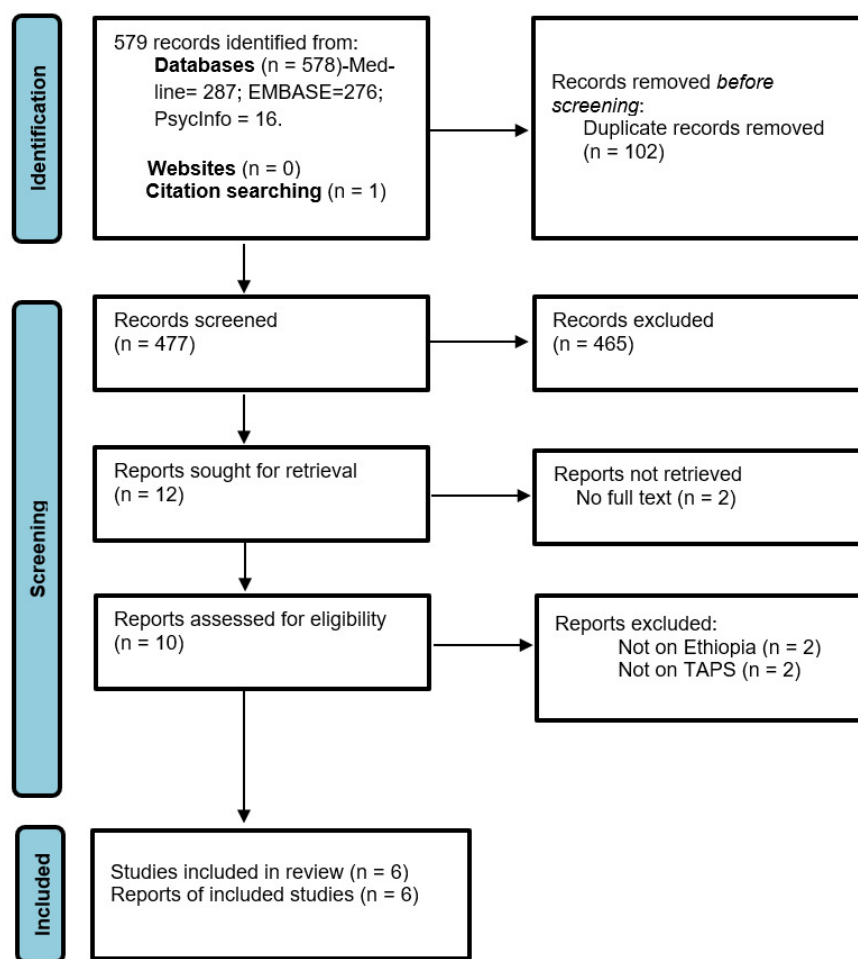 Identification
579 records identified from:
Databases (n = 578)-Med-
line= 287; EMBASE=276;
PsycInfo = 16.
Websites (n = 0)
Citation searching (n = 1)
Records removed before
screening:
Duplicate records removed
(n = 102)
Screening
Records screened
(n = 477)
Records excluded
(n = 465)
Reports sought for retrieval
(n = 12)
Reports not retrieved
No full text (n = 2)
Reports assessed for eligibility
(n = 10)
Reports excluded:
Not on Ethiopia (n = 2)
Not on TAPS (n = 2)
Included
Studies included in review (n = 6)
Reports of included studies (n = 6)